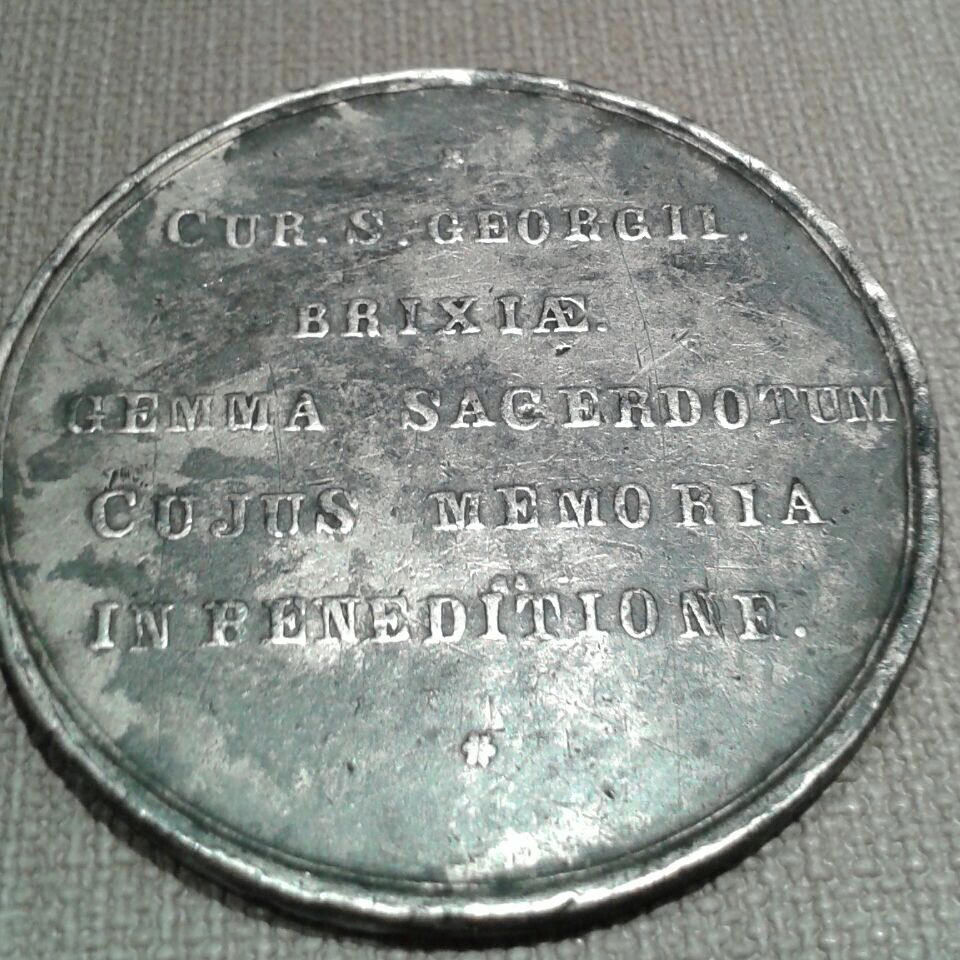 CUR. S. GEORGII.
BRIXIÆ.
GEMMA SACERDOTUM
CUJUS MEMORIA
IN BENEDITIONE.